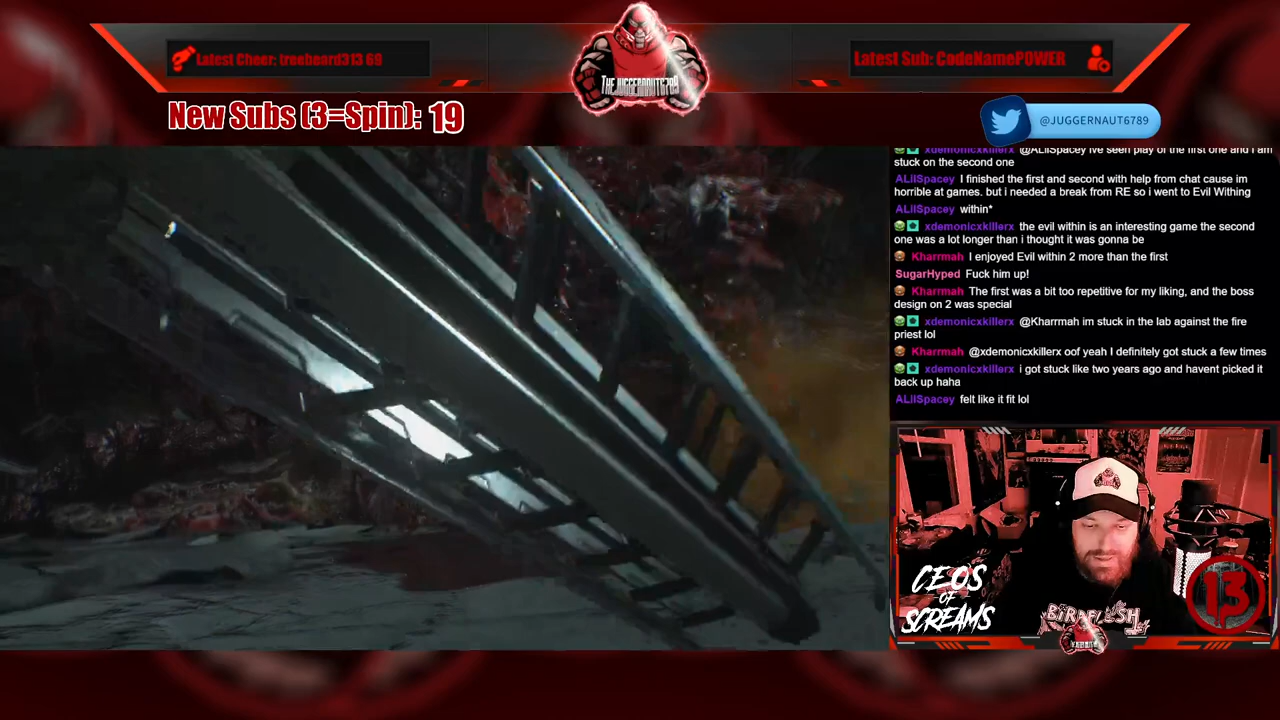 Latest Cheer: treebeard313 69
THEJUGGERNAUT6789
Latest Sub: CodeNamePOWER
New Subs (3=Spin): 19
@JUGGERNAUT6789
xdemonicxkillerx @ALilSpacey ive seen play of the first one and i am
stuck on the second one
ALilSpacey I finished the first and second with help from chat cause im
horrible at games. but i needed a break from RE so i went to Evil Withing
ALilSpacey within*
xdemonicxkillerx the evil within is an interesting game the second
one was a lot longer than i thought it was gonna be
Kharrmah I enjoyed Evil within 2 more than the first
SugarHyped Fuck him up!
Kharrmah The first was a bit too repetitive for my liking, and the boss
design on 2 was special
xdemonicxkillerx @Kharrmah im stuck in the lab against the fire
priest lol
Kharrmah @xdemonicxkillerx oof yeah I definitely got stuck a few times
xdemonicxkillerx i got stuck like two years ago and havent picked it
back up haha
ALilSpacey felt like it fit lol
CEOS
OF
SCREAMS
BIRDFLESH
13